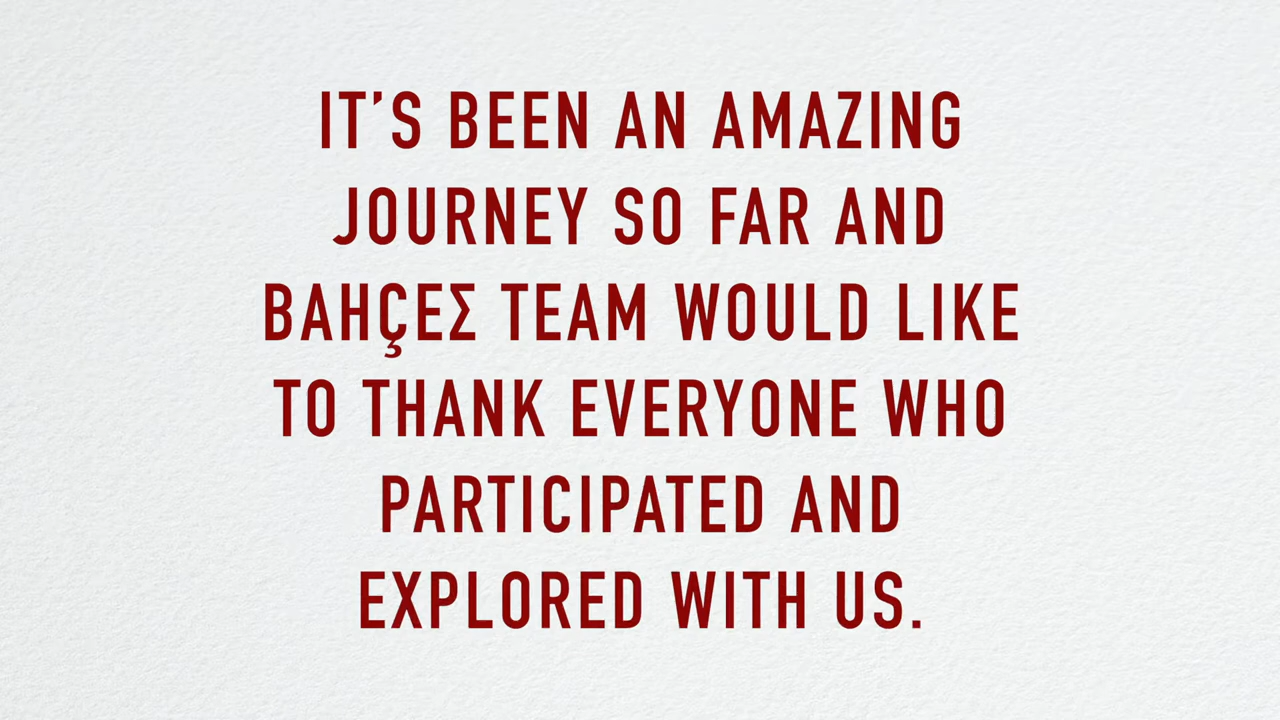 IT’S BEEN AN AMAZING
JOURNEY SO FAR AND
BAHÇEΣ TEAM WOULD LIKE
TO THANK EVERYONE WHO
PARTICIPATED AND
EXPLORED WITH US.